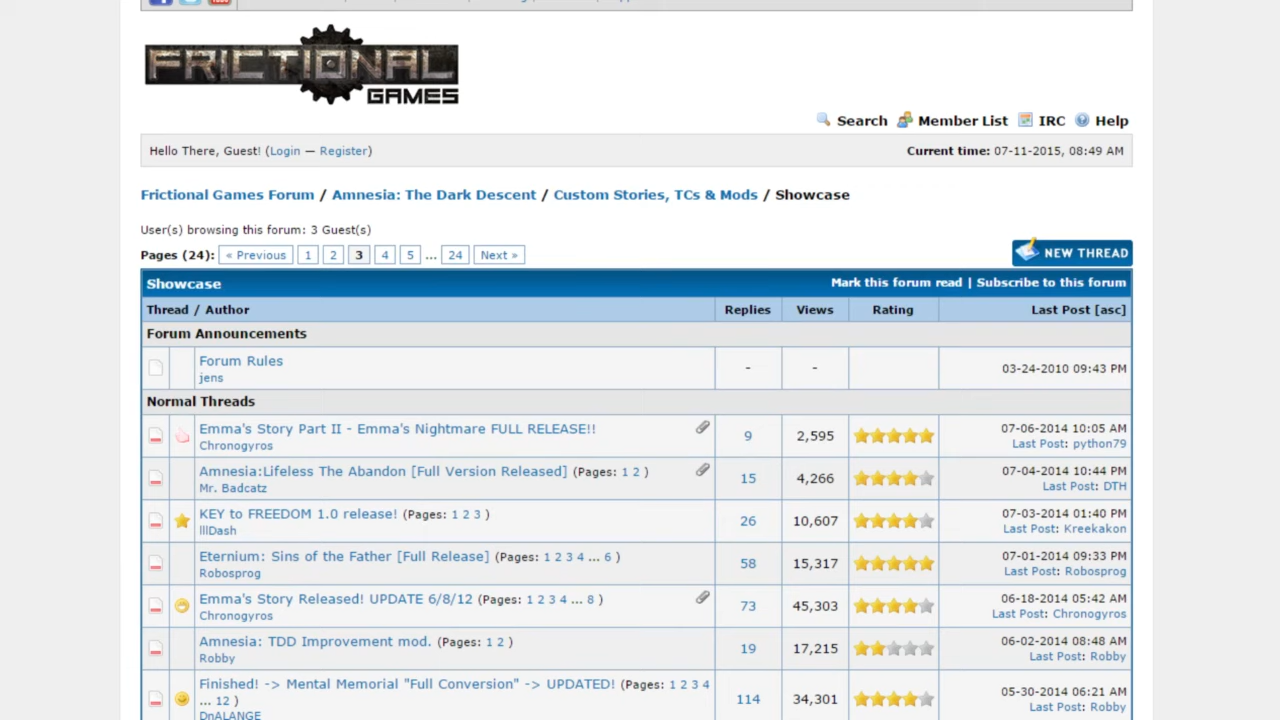 FRICTIONAL
GAMES
Search Member List IRC Help
Hello There, Guest! (Login — Register) Current time: 07-11-2015, 08:49 AM
Frictional Games Forum / Amnesia: The Dark Descent / Custom Stories, TCs & Mods / Showcase
User(s) browsing this forum: 3 Guest(s)
Pages (24): « Previous 1 2 3 4 5 ... 24 Next » NEW THREAD
Showcase Mark this forum read | Subscribe to this forum
Thread / Author Replies Views Rating Last Post [asc]
Forum Announcements
Forum Rules - - 03-24-2010 09:43 PM
jens
Normal Threads
Emma's Story Part II - Emma's Nightmare FULL RELEASE!! 9 2,595 07-06-2014 10:05 AM
Chronogyros Last Post: python79
Amnesia:Lifeless The Abandon [Full Version Released] (Pages: 1 2 ) 15 4,266 07-04-2014 10:44 PM
Mr. Badcatz Last Post: DTH
KEY to FREEDOM 1.0 release! (Pages: 1 2 3 ) 26 10,607 07-03-2014 01:40 PM
lllDash Last Post: Kreekakon
Eternium: Sins of the Father [Full Release] (Pages: 1 2 3 4 ... 6 ) 58 15,317 07-01-2014 09:33 PM
Robosprog Last Post: Robosprog
Emma's Story Released! UPDATE 6/8/12 (Pages: 1 2 3 4 ... 8 ) 73 45,303 06-18-2014 05:42 AM
Chronogyros Last Post: Chronogyros
Amnesia: TDD Improvement mod. (Pages: 1 2 ) 19 17,215 06-02-2014 08:48 AM
Robby Last Post: Robby
Finished! -> Mental Memorial "Full Conversion" -> UPDATED! (Pages: 1 2 3 4
... 12 ) 114 34,301 05-30-2014 06:21 AM
DnALANGE Last Post: Robby